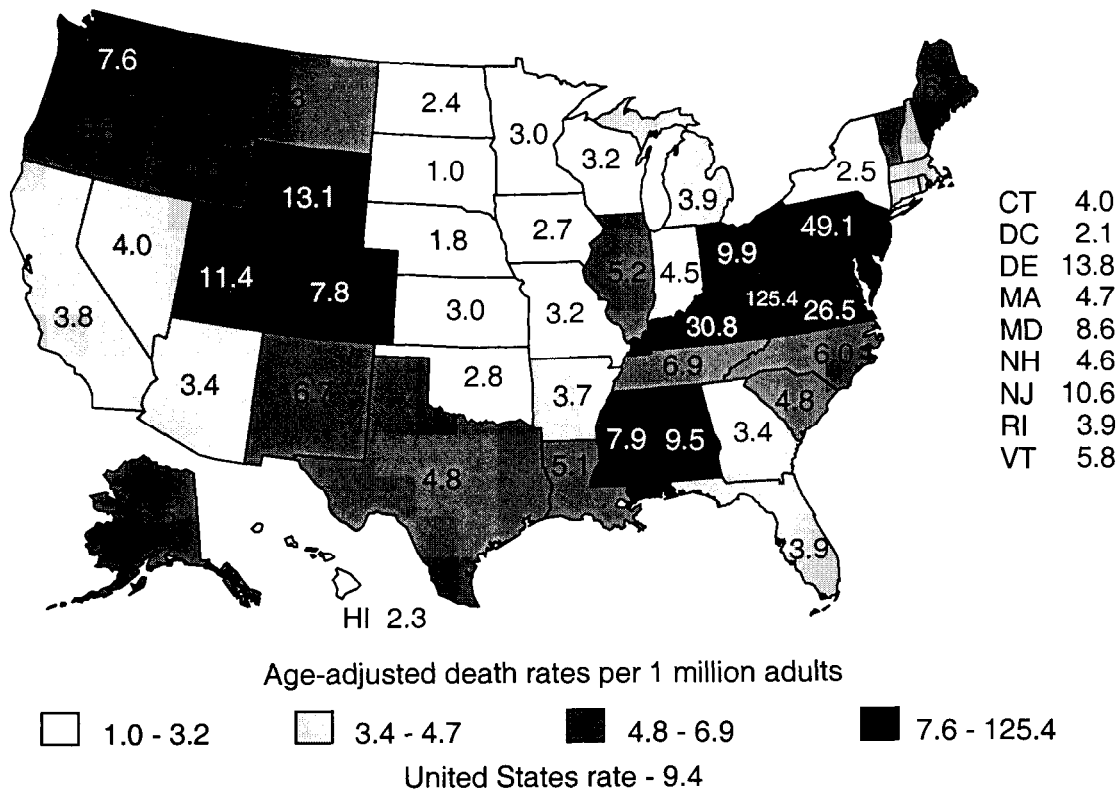 7.6
2.4
3.0
1.0
3.2
3.9
2.5
13.1
4.0
1.8
2.7
49.1
9.9
5.2
4.5
11.4
7.8
125.4
26.5
3.8
3.0
3.2
30.8
6.9
6.0
3.4
6.7
2.8
3.7
4.8
7.9
9.5
3.4
4.8
5.1
3.9
HI 2.3
CT 4.0
DC 2.1
DE 13.8
MA 4.7
MD 8.6
NH 4.6
NJ 10.6
RI 3.9
VT 5.8
Age-adjusted death rates per 1 million adults
1.0 - 3.2
3.4 - 4.7
4.8 - 6.9
7.6 - 125.4
United States rate - 9.4